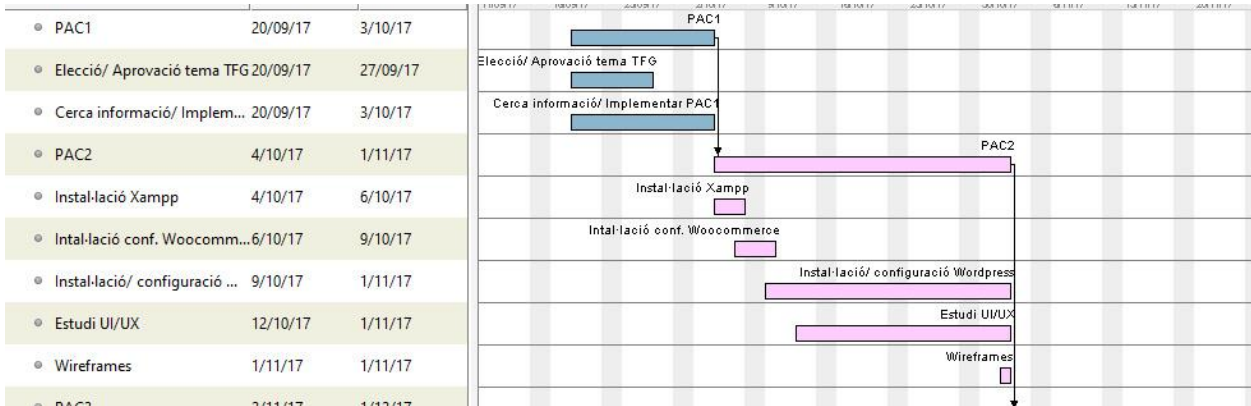 PAC1 20/09/17 3/10/17
Elecció/ Aprovació tema TFG 20/09/17 27/09/17
Cerca informació/ Implem... 20/09/17 3/10/17
PAC2 4/10/17 1/11/17
Instal·lació Xampp 4/10/17 6/10/17
Intal·lació conf. Woocomm... 6/10/17 9/10/17
Instal·lació/ configuració ... 9/10/17 1/11/17
Estudi UI/UX 12/10/17 1/11/17
Wireframes 1/11/17 1/11/17
PAC1
Elecció/ Aprovació tema TFG
Cerca informació/ Implementar PAC1
PAC2
Instal·lació Xampp
Intal·lació conf. Woocommerce
Instal·lació/ configuració Wordpress
Estudi UI/UX
Wireframes